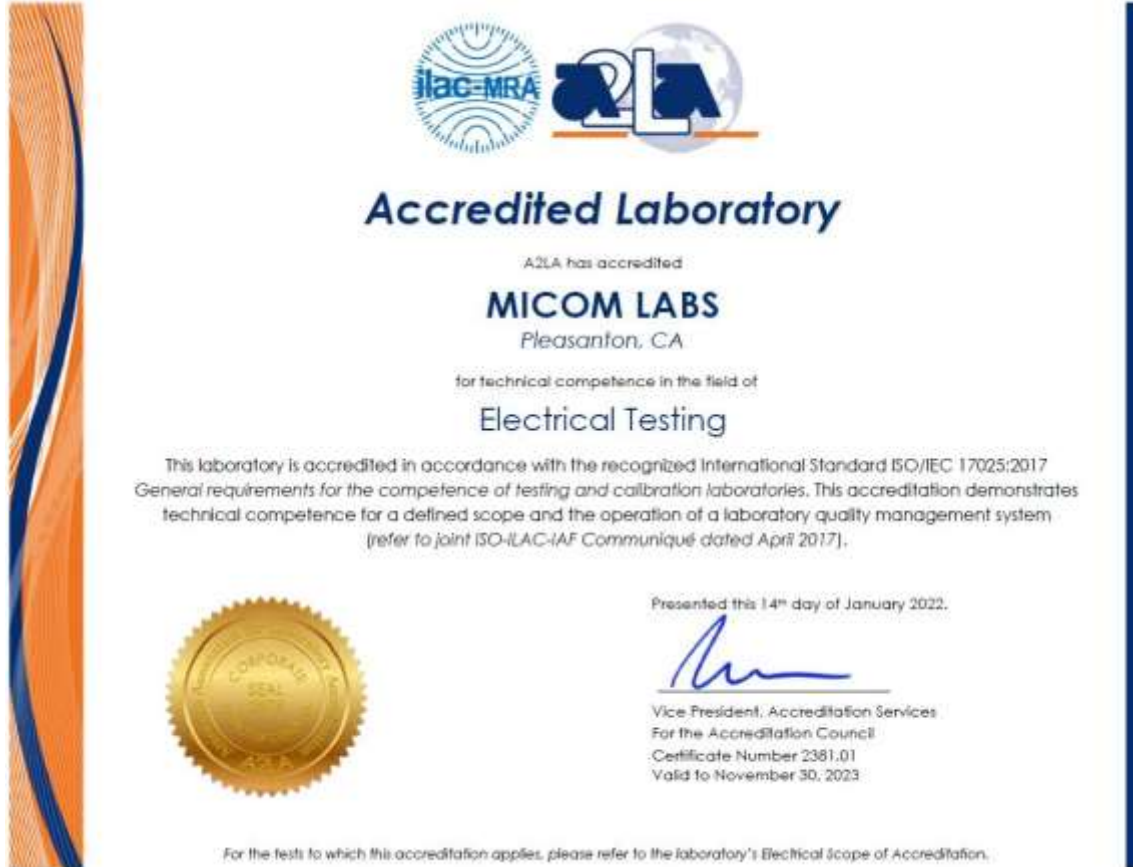 ilac-MRA
A2LA
Accredited Laboratory
A2LA has accredited
MICOM LABS
Pleasanton, CA
for technical competence in the field of
Electrical Testing
This laboratory is accredited in accordance with the recognized International Standard ISO/IEC 17025:2017
General requirements for the competence of testing and calibration laboratories. This accreditation demonstrates
technical competence for a defined scope and the operation of a laboratory quality management system
(refer to joint ISO-ILAC-IAF Communiqué dated April 2017).
Presented this 14th day of January 2022.
CORPORATE
SEAL
A2LA
Vice President, Accreditation Services
For the Accreditation Council
Certificate Number 2381.01
Valid to November 30, 2023
For the tests to which this accreditation applies, please refer to the laboratory's Electrical Scope of Accreditation.